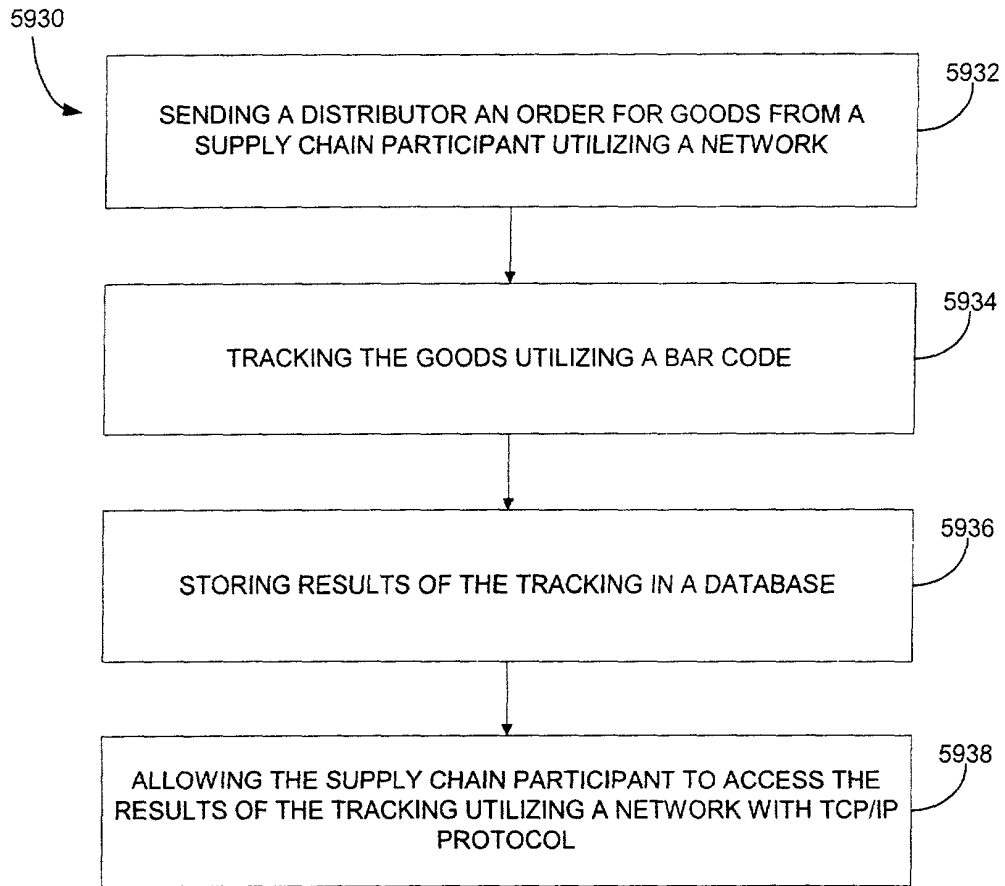 5930
5932
SENDING A DISTRIBUTOR AN ORDER FOR GOODS FROM A
SUPPLY CHAIN PARTICIPANT UTILIZING A NETWORK
5934
TRACKING THE GOODS UTILIZING A BAR CODE
5936
STORING RESULTS OF THE TRACKING IN A DATABASE
5938
ALLOWING THE SUPPLY CHAIN PARTICIPANT TO ACCESS THE
RESULTS OF THE TRACKING UTILIZING A NETWORK WITH TCP/IP
PROTOCOL